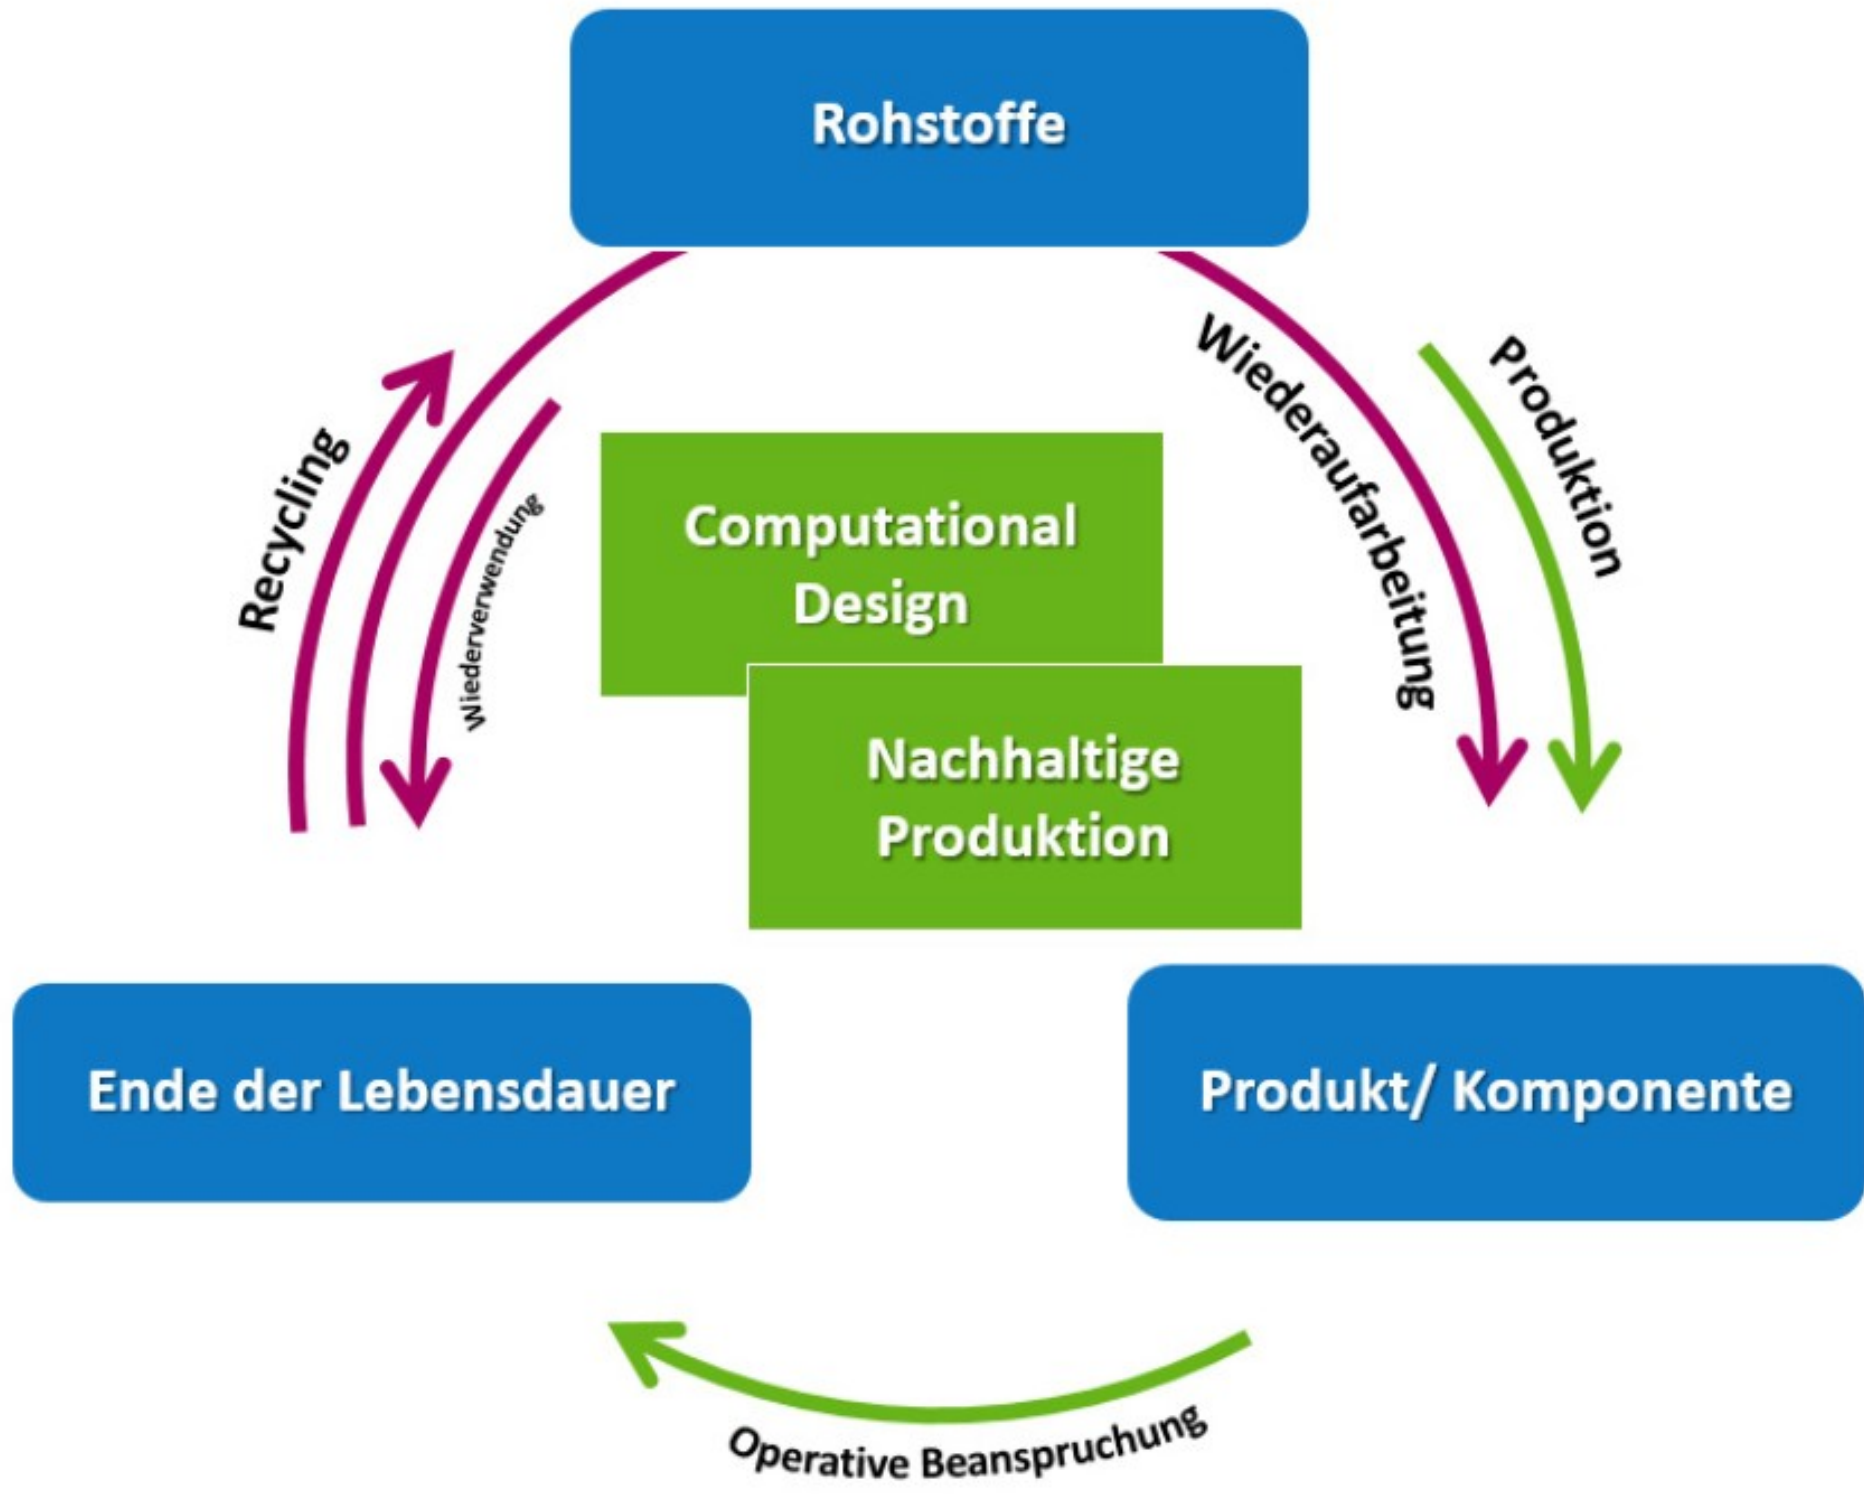 Rohstoffe
Recycling
Wiederverwendung
Wiederaufarbeitung
Produktion
Computational
Design
Nachhaltige
Produktion
Ende der Lebensdauer
Produkt/ Komponente
Operative Beanspruchung